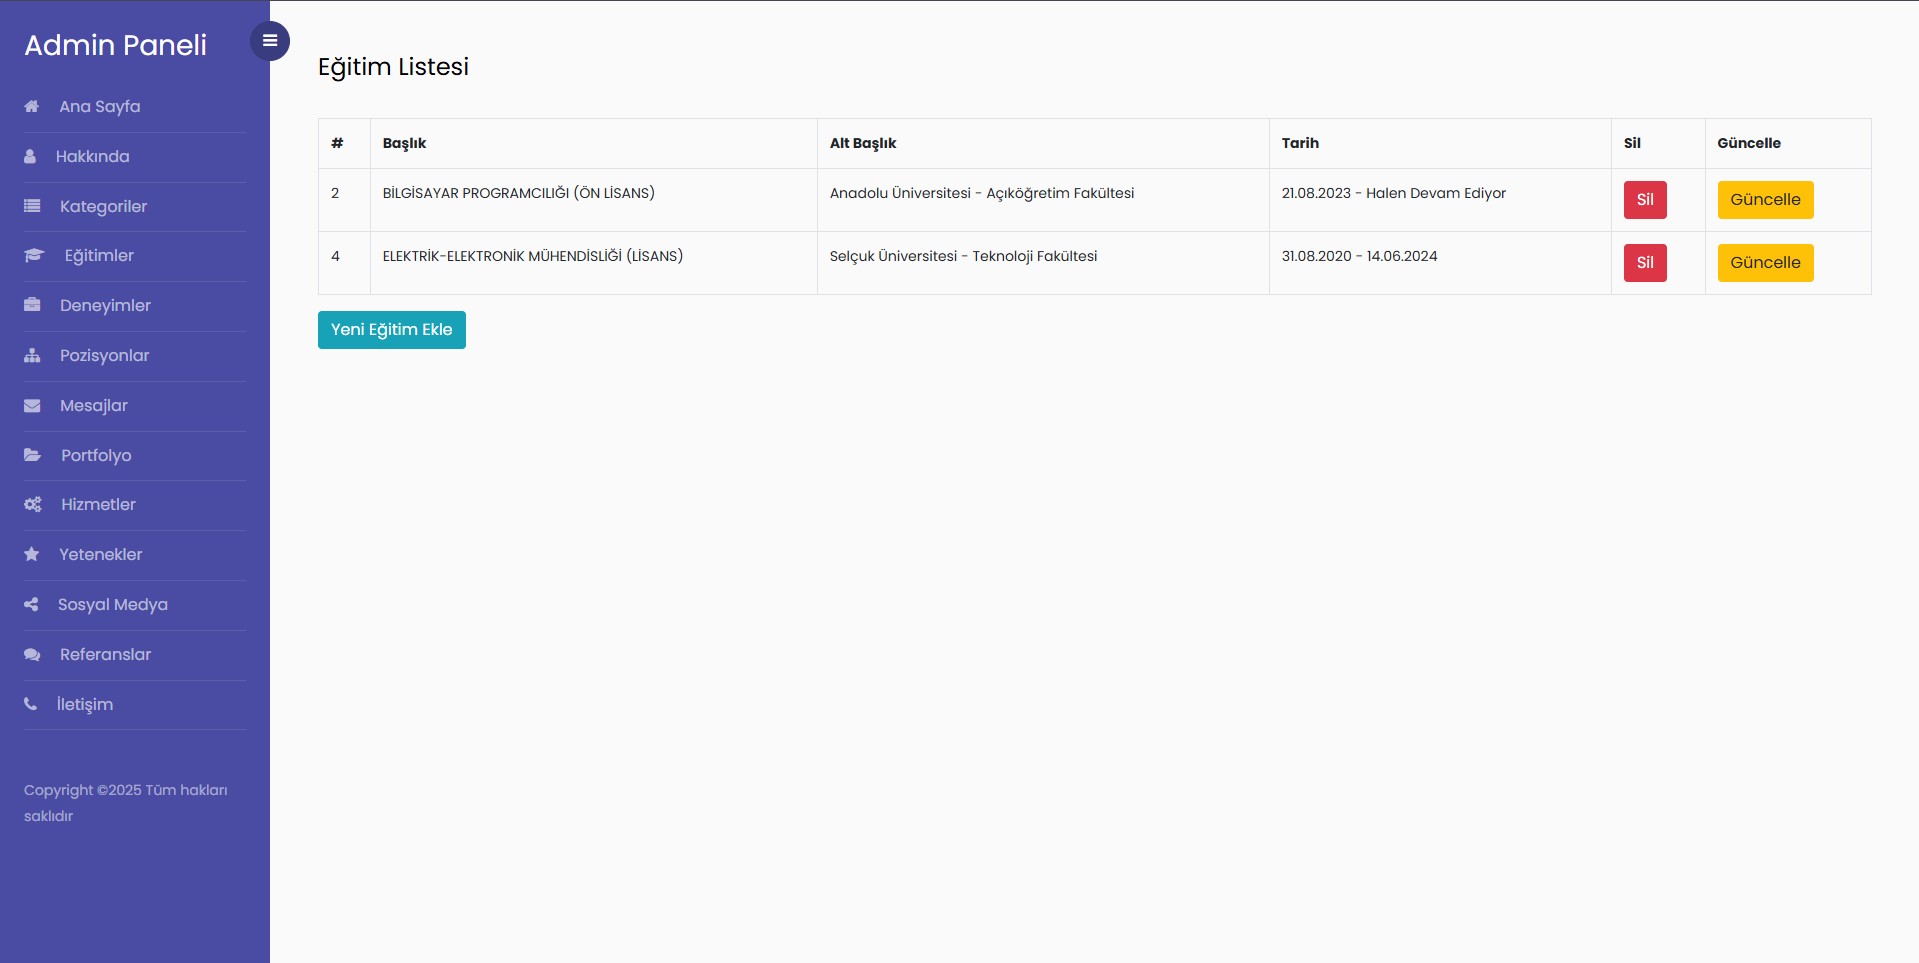 Admin Paneli
Ana Sayfa
Hakkında
Kategoriler
Eğitimler
Deneyimler
Pozisyonlar
Mesajlar
Portfolyo
Hizmetler
Yetenekler
Sosyal Medya
Referanslar
İletişim
Copyright ©2025 Tüm hakları
saklıdır
Eğitim Listesi
# Başlık Alt Başlık Tarih Sil Güncelle
2 BİLGİSAYAR PROGRAMCILIĞI (ÖN LİSANS) Anadolu Üniversitesi - Açıköğretim Fakültesi 21.08.2023 - Halen Devam Ediyor Sil Güncelle
4 ELEKTRİK-ELEKTRONİK MÜHENDİSLİĞİ (LİSANS) Selçuk Üniversitesi - Teknoloji Fakültesi 31.08.2020 - 14.06.2024 Sil Güncelle
Yeni Eğitim Ekle